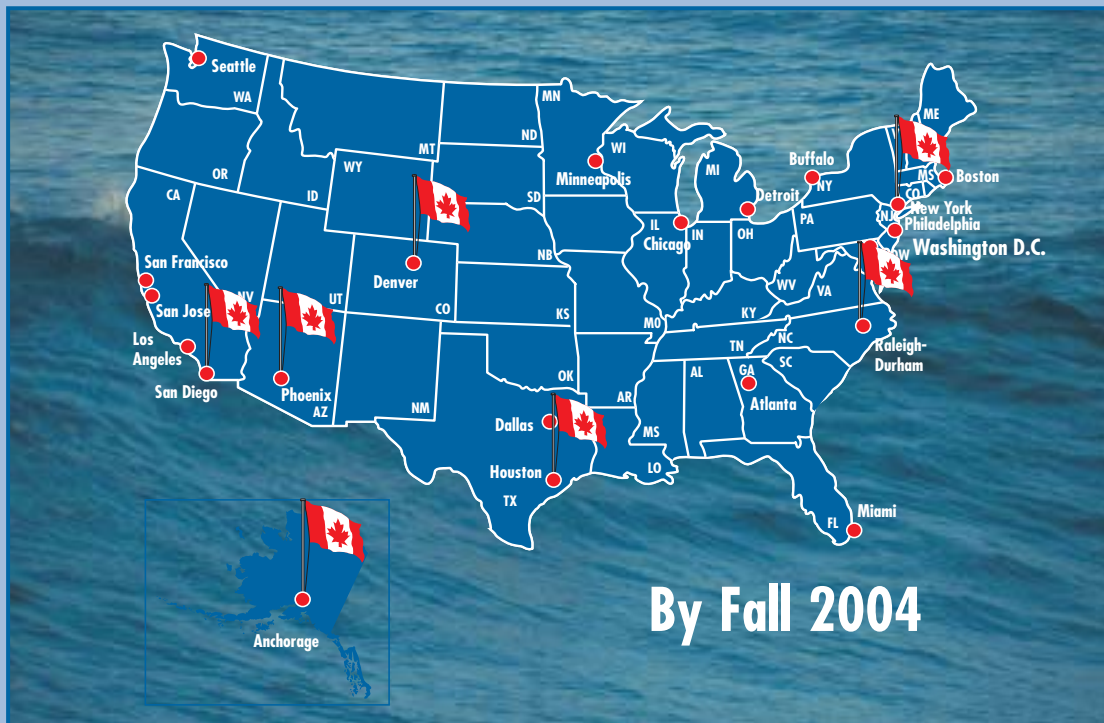 Seattle
WA
MN
ME
ND
MT
WI
OR
WY
MI
Buffalo
Minneapolis
NY
MS
Boston
CA
ID
SD
Detroit
CO
New York
IL
PA
NJ
Philadelphia
Chicago
IN
OH
Washington D.C.
NB
San Francisco
Denver
WV
VA
NV
UT
San Jose
CO
KS
MO
KY
Los
Angeles
TN
NC
Raleigh-
Durham
SC
San Diego
Phoenix
OK
AL
GA
Atlanta
AZ
NM
AR
Dallas
MS
Houston
LO
TX
Miami
FL
By Fall 2004
Anchorage